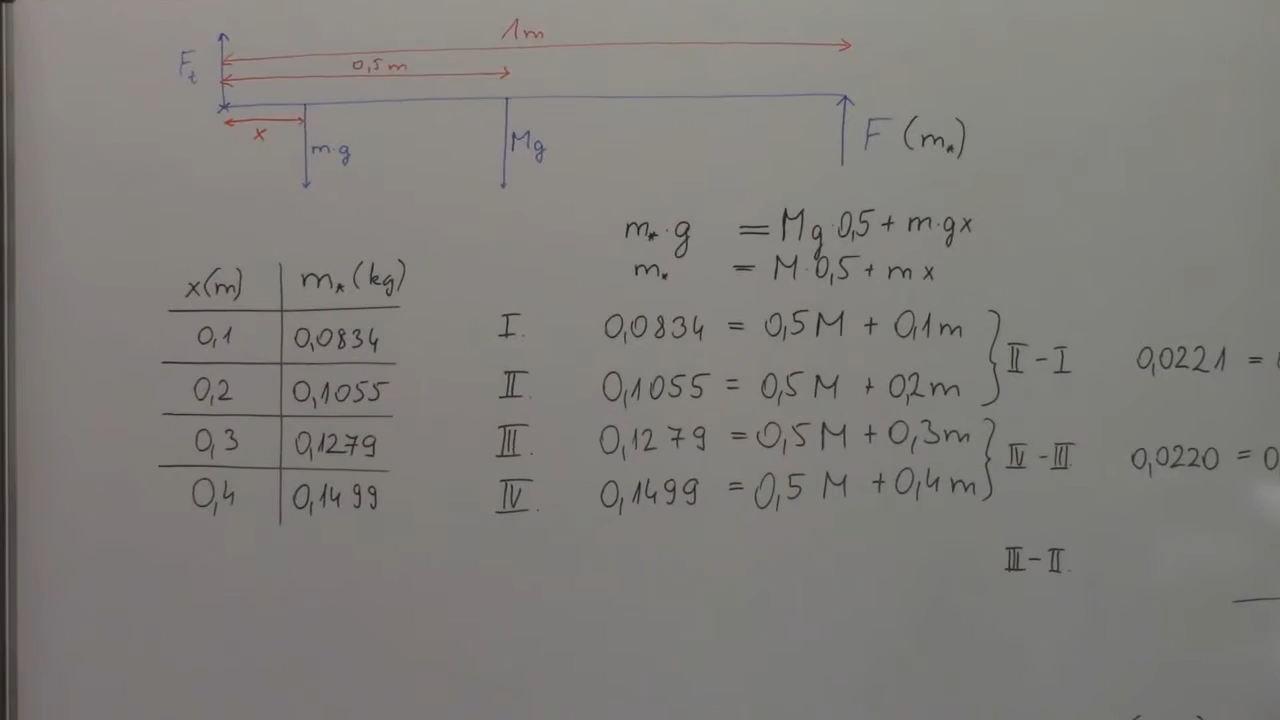 1m
F_t
0,5m
x
m·g
Mg
F (m*)
m*·g = Mg·0,5 + m·gx
m* = M·0,5 + mx
x(m) m*(kg)
0,1 0,0834 I. 0,0834 = 0,5M + 0,1m II-I 0,0221 =
0,2 0,1055 II 0,1055 = 0,5M + 0,2m
0,3 0,1279 III. 0,1279 = 0,5M + 0,3m IV-III 0,0220 = 0
0,4 0,1499 IV. 0,1499 = 0,5M + 0,4m
III-II.